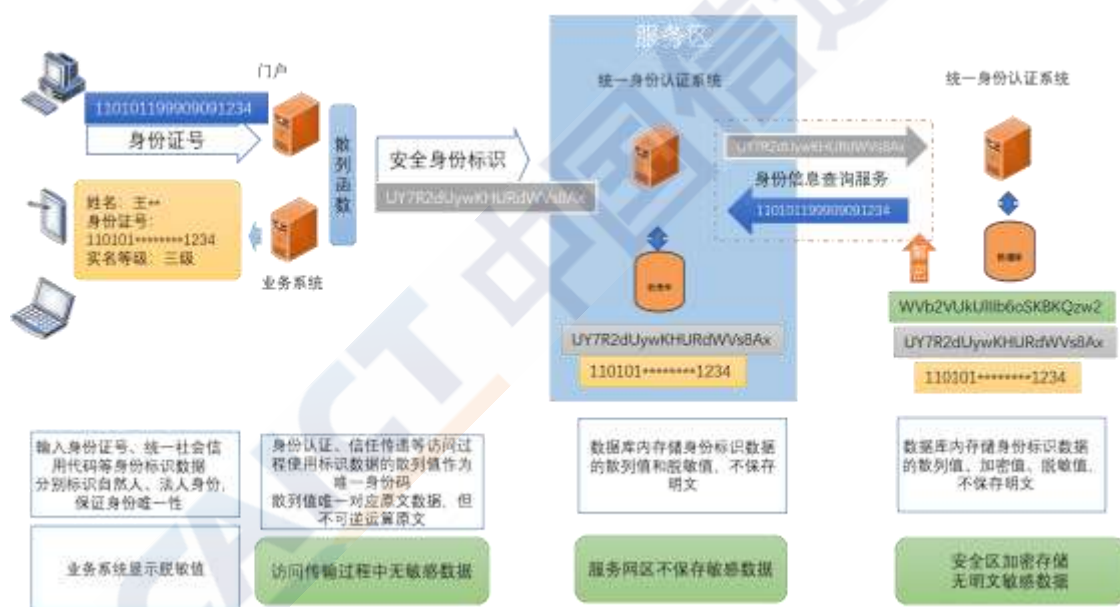 服务区
门户
统一身份认证系统
统一身份认证系统
110101199909091234
身份证号
散列函数
安全身份标识
UY7R2dUywKHURdWVs8Ax
UY7R2dUywKHURdWVs8Ax
身份信息查询服务
110101199909091234
姓名：王**
身份证号：
110101********1234
实名等级：三级
业务系统
WVb2VUkUlllb6oSKBKQzw2
UY7R2dUywKHURdWVs8Ax
110101********1234
UY7R2dUywKHURdWVs8Ax
110101********1234
输入身份证号、统一社会信
用代码等身份标识数据
分别标识自然人、法人身份，
保证身份唯一性
身份认证、信任传递等访问过
程使用标识数据的散列值作为
唯一身份码
散列值唯一对应原文数据，但
不可逆运算原文
数据库内存储身份标识数据
的散列值和脱敏值，不保存
明文
数据库内存储身份标识数据
的散列值、加密值、脱敏值，
不保存明文
业务系统显示脱敏值
访问传输过程中无敏感数据
服务网区不保存敏感数据
安全区加密存储
无明文敏感数据